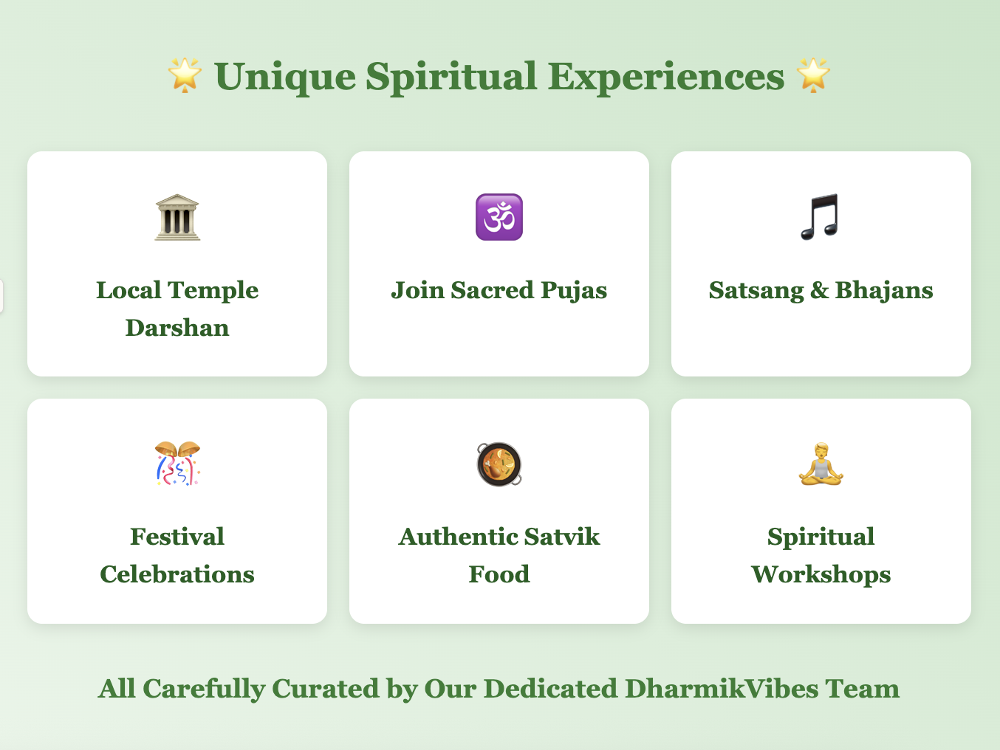 🌟 Unique Spiritual Experiences 🌟
🏛️
Local Temple
Darshan
🕉️
Join Sacred Pujas
🎵
Satsang & Bhajans
🎊
Festival
Celebrations
🥘
Authentic Satvik
Food
🧘
Spiritual
Workshops
All Carefully Curated by Our Dedicated DharmikVibes Team